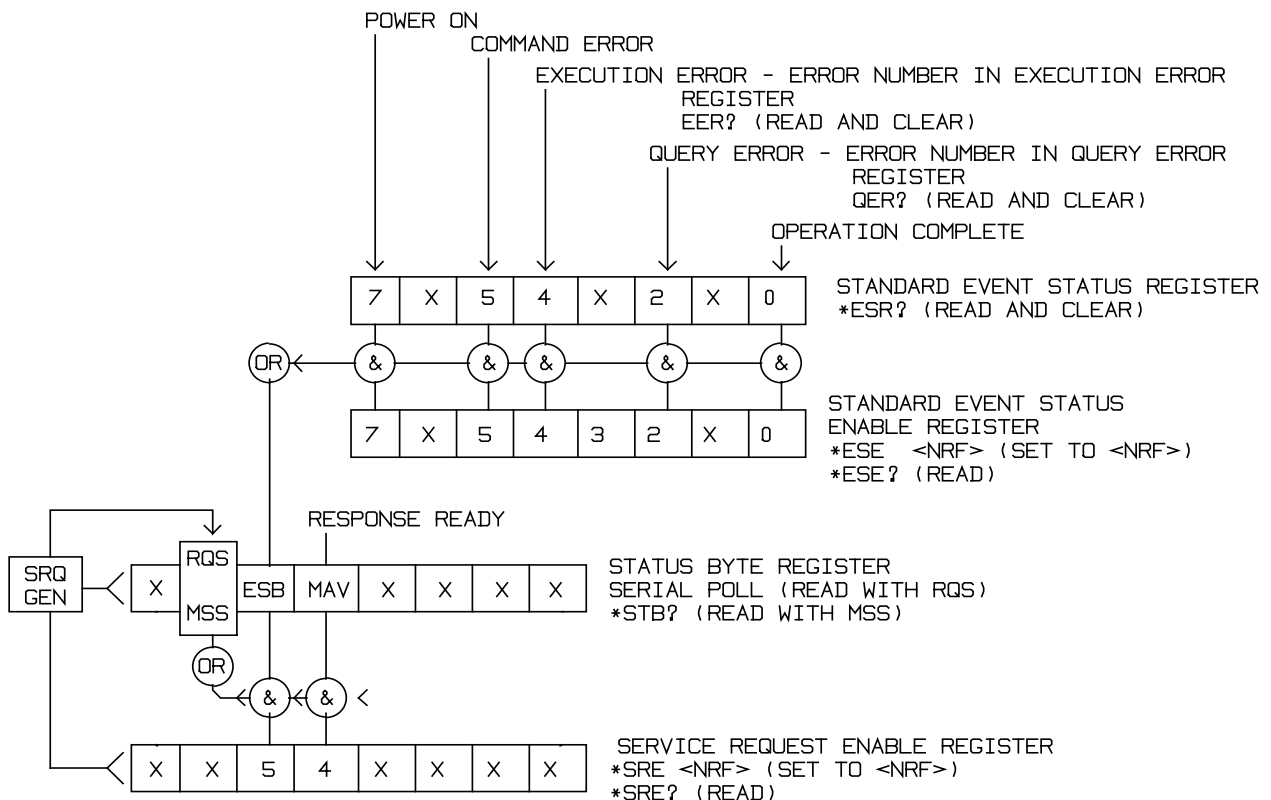 POWER ON
COMMAND ERROR
EXECUTION ERROR - ERROR NUMBER IN EXECUTION ERROR
REGISTER
EER? (READ AND CLEAR)
QUERY ERROR - ERROR NUMBER IN QUERY ERROR
REGISTER
QER? (READ AND CLEAR)
OPERATION COMPLETE
7 X 5 4 X 2 X 0
STANDARD EVENT STATUS REGISTER
*ESR? (READ AND CLEAR)
OR & & & & &
7 X 5 4 3 2 X 0
STANDARD EVENT STATUS
ENABLE REGISTER
*ESE <NRF> (SET TO <NRF>)
*ESE? (READ)
RESPONSE READY
SRQ
GEN
X RQS MSS ESB MAV X X X X
STATUS BYTE REGISTER
SERIAL POLL (READ WITH RQS)
*STB? (READ WITH MSS)
OR
& &
X X 5 4 X X X X
SERVICE REQUEST ENABLE REGISTER
*SRE <NRF> (SET TO <NRF>)
*SRE? (READ)